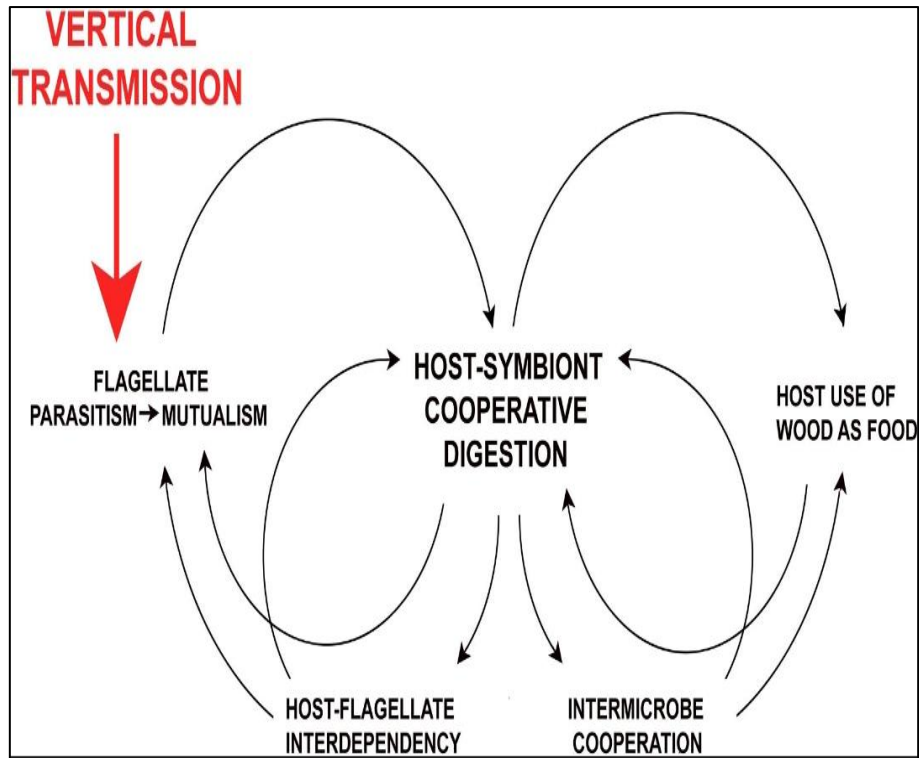 VERTICAL
TRANSMISSION
FLAGELLATE
PARASITISM→MUTUALISM
HOST-SYMBIONT
COOPERATIVE
DIGESTION
HOST USE OF
WOOD AS FOOD
HOST-FLAGELLATE
INTERDEPENDENCY
INTERMICROBE
COOPERATION